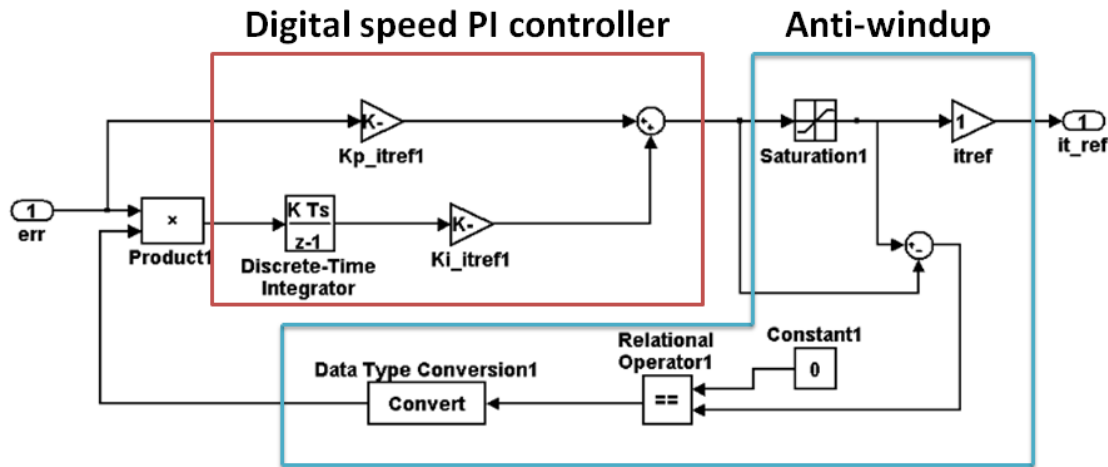 Digital speed PI controller
Anti-windup
K-
Kp_itref1
+
+
Saturation1
1
itref
1
it_ref
1
err
×
Product1
K Ts
z-1
Discrete-Time
Integrator
K-
Ki_itref1
+
-
Data Type Conversion1
Convert
Relational
Operator1
==
Constant1
0